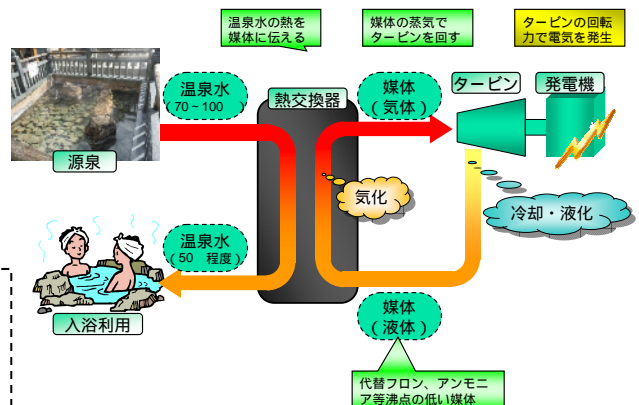 温泉水の熱を
媒体に伝える
媒体の蒸気で
タービンを回す
タービンの回転
力で電気を発生
温泉水
(70~100 )
熱交換器
媒体
(気体)
タービン
発電機
源泉
気化
冷却・液化
温泉水
(50 程度)
入浴利用
媒体
(液体)
代替フロン、アンモニ
ア等沸点の低い媒体